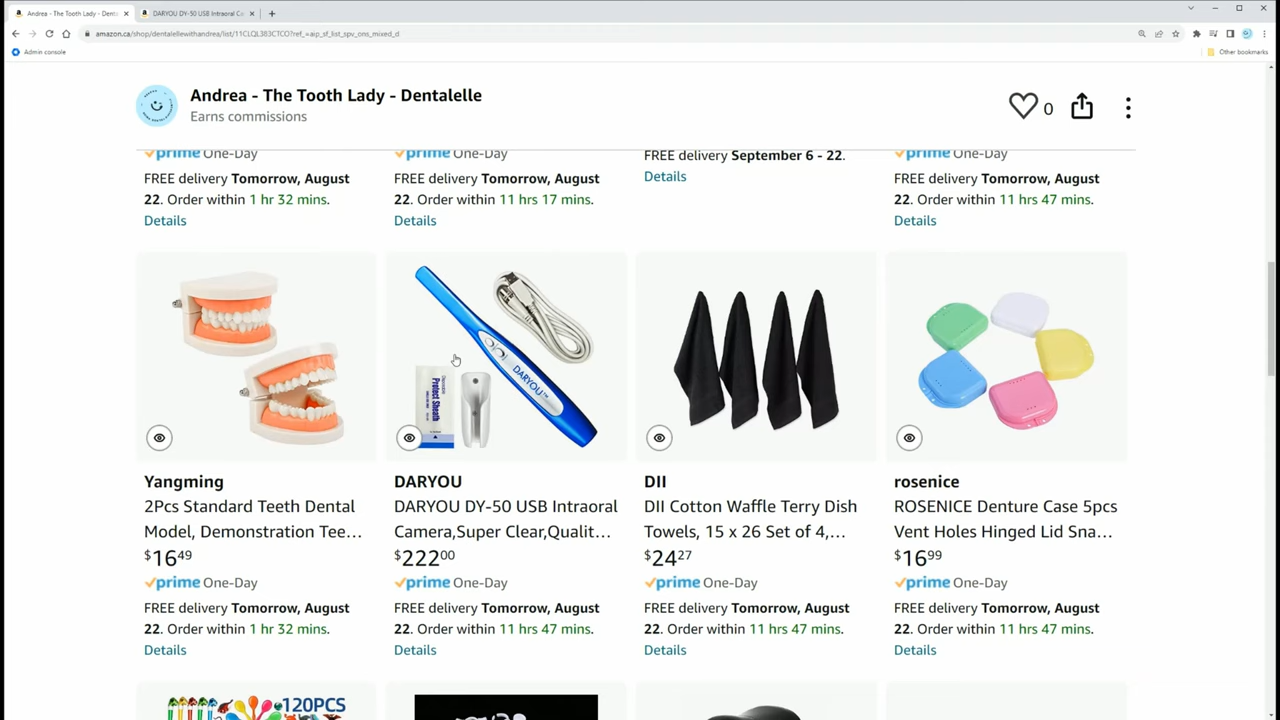 Andrea - The Tooth Lady - Denta
DARYOU DY-50 USB Intraoral C
amazon.ca/shop/dentalellewithandrea/list/11CLQL383CTCO?ref_=aip_sf_list_spv_ons_mixed_d
Admin console
Other bookmarks
Andrea - The Tooth Lady - Dentalelle
Earns commissions
0
prime One-Day
FREE delivery Tomorrow, August
22. Order within 1 hr 32 mins.
Details
prime One-Day
FREE delivery Tomorrow, August
22. Order within 11 hrs 17 mins.
Details
FREE delivery September 6 - 22.
Details
prime One-Day
FREE delivery Tomorrow, August
22. Order within 11 hrs 47 mins.
Details
DARYOU™
Protect Sheath
Yangming
2Pcs Standard Teeth Dental
Model, Demonstration Tee…
$16 49
prime One-Day
FREE delivery Tomorrow, August
22. Order within 1 hr 32 mins.
Details
DARYOU
DARYOU DY-50 USB Intraoral
Camera,Super Clear,Qualit…
$222 00
prime One-Day
FREE delivery Tomorrow, August
22. Order within 11 hrs 47 mins.
Details
DII
DII Cotton Waffle Terry Dish
Towels, 15 x 26 Set of 4,…
$24 27
prime One-Day
FREE delivery Tomorrow, August
22. Order within 11 hrs 47 mins.
Details
rosenice
ROSENICE Denture Case 5pcs
Vent Holes Hinged Lid Sna…
$16 99
prime One-Day
FREE delivery Tomorrow, August
22. Order within 11 hrs 47 mins.
Details
120PCS